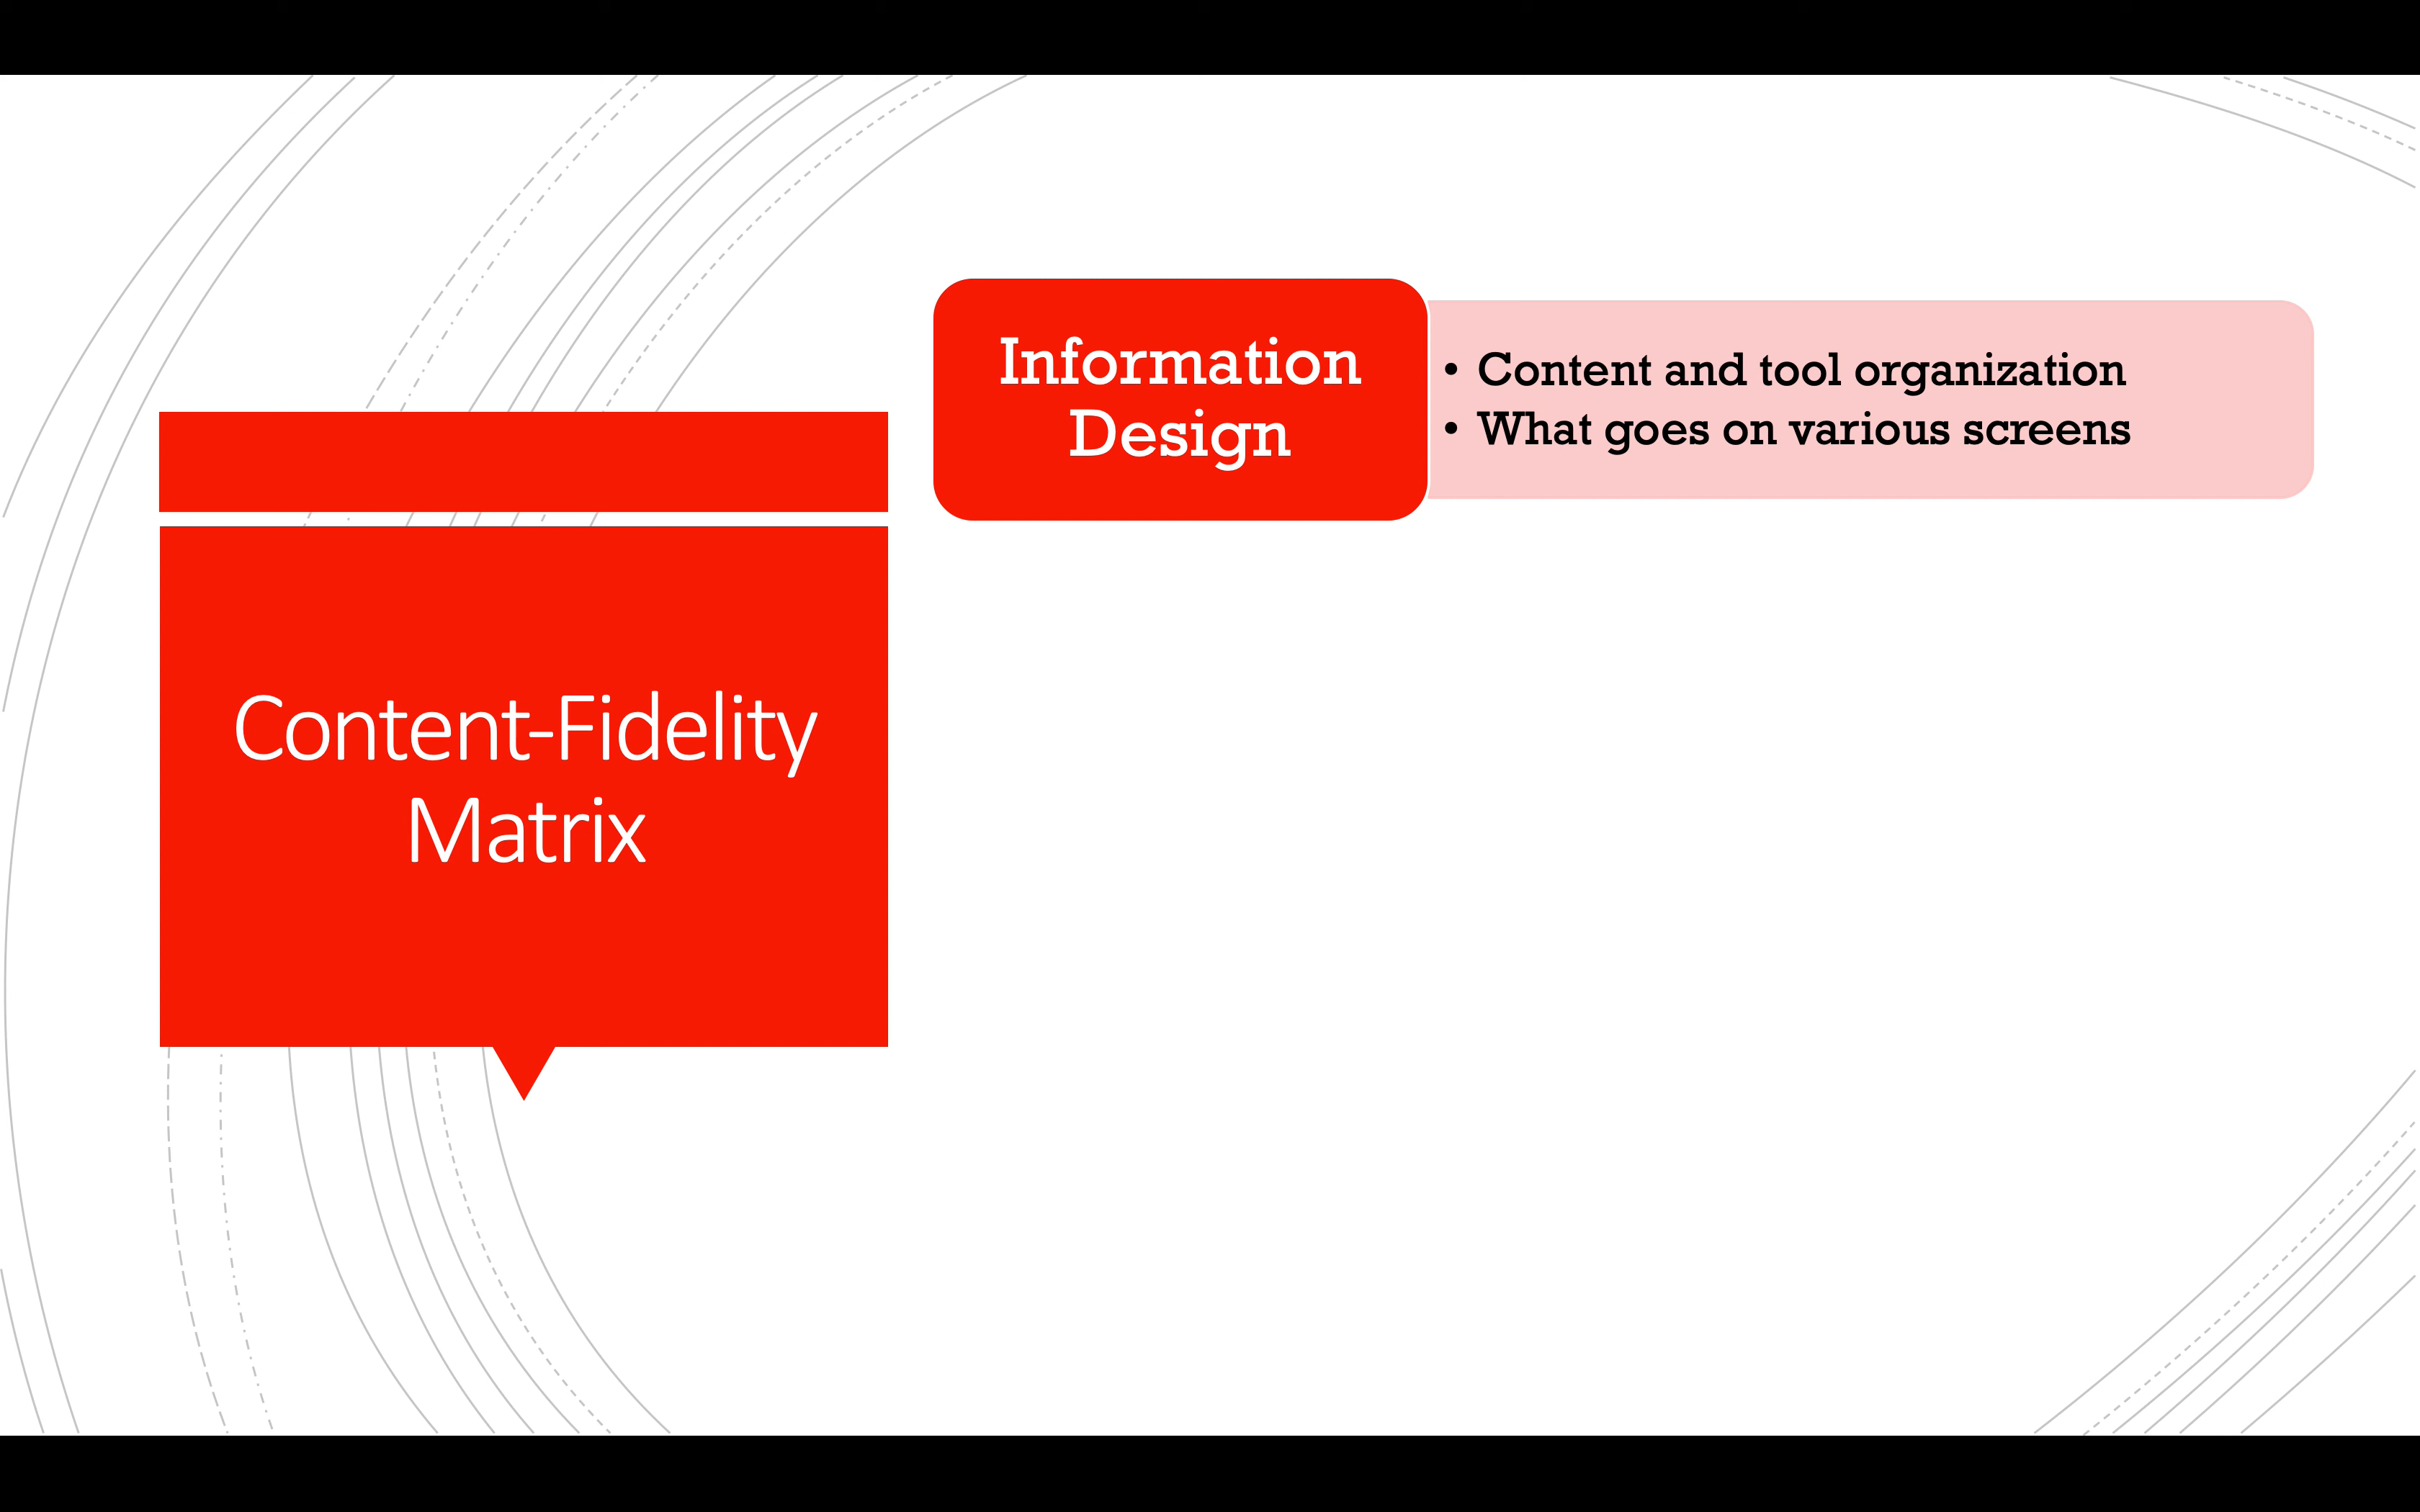 Content-Fidelity
Matrix
Information
Design
• Content and tool organization
• What goes on various screens